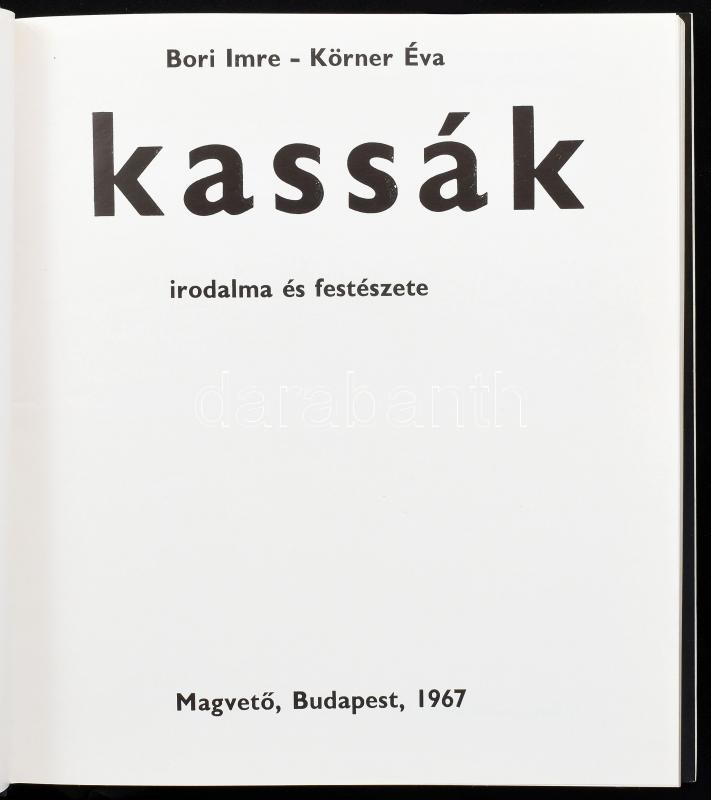 Bori Imre – Körner Éva
kassák
irodalma és festészete
darabanth
Magvető, Budapest, 1967